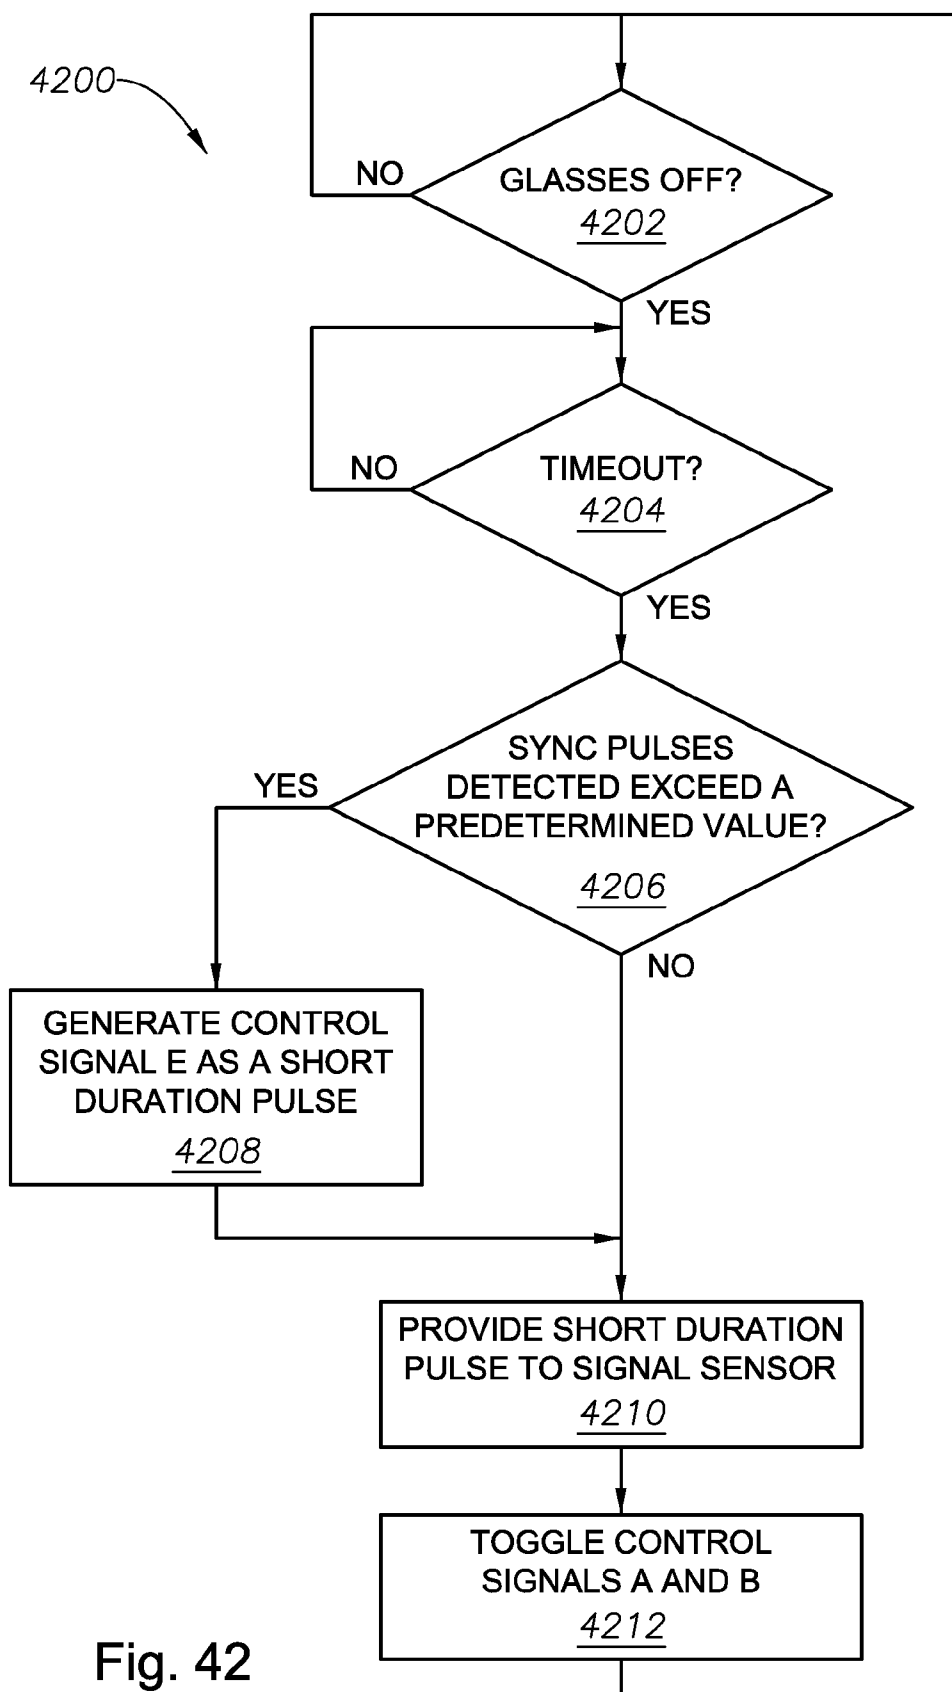 4200
NO
GLASSES OFF?
4202
YES
NO
TIMEOUT?
4204
YES
SYNC PULSES
DETECTED EXCEED A
PREDETERMINED VALUE?
4206
YES
NO
GENERATE CONTROL
SIGNAL E AS A SHORT
DURATION PULSE
4208
PROVIDE SHORT DURATION
PULSE TO SIGNAL SENSOR
4210
TOGGLE CONTROL
SIGNALS A AND B
4212
Fig. 42